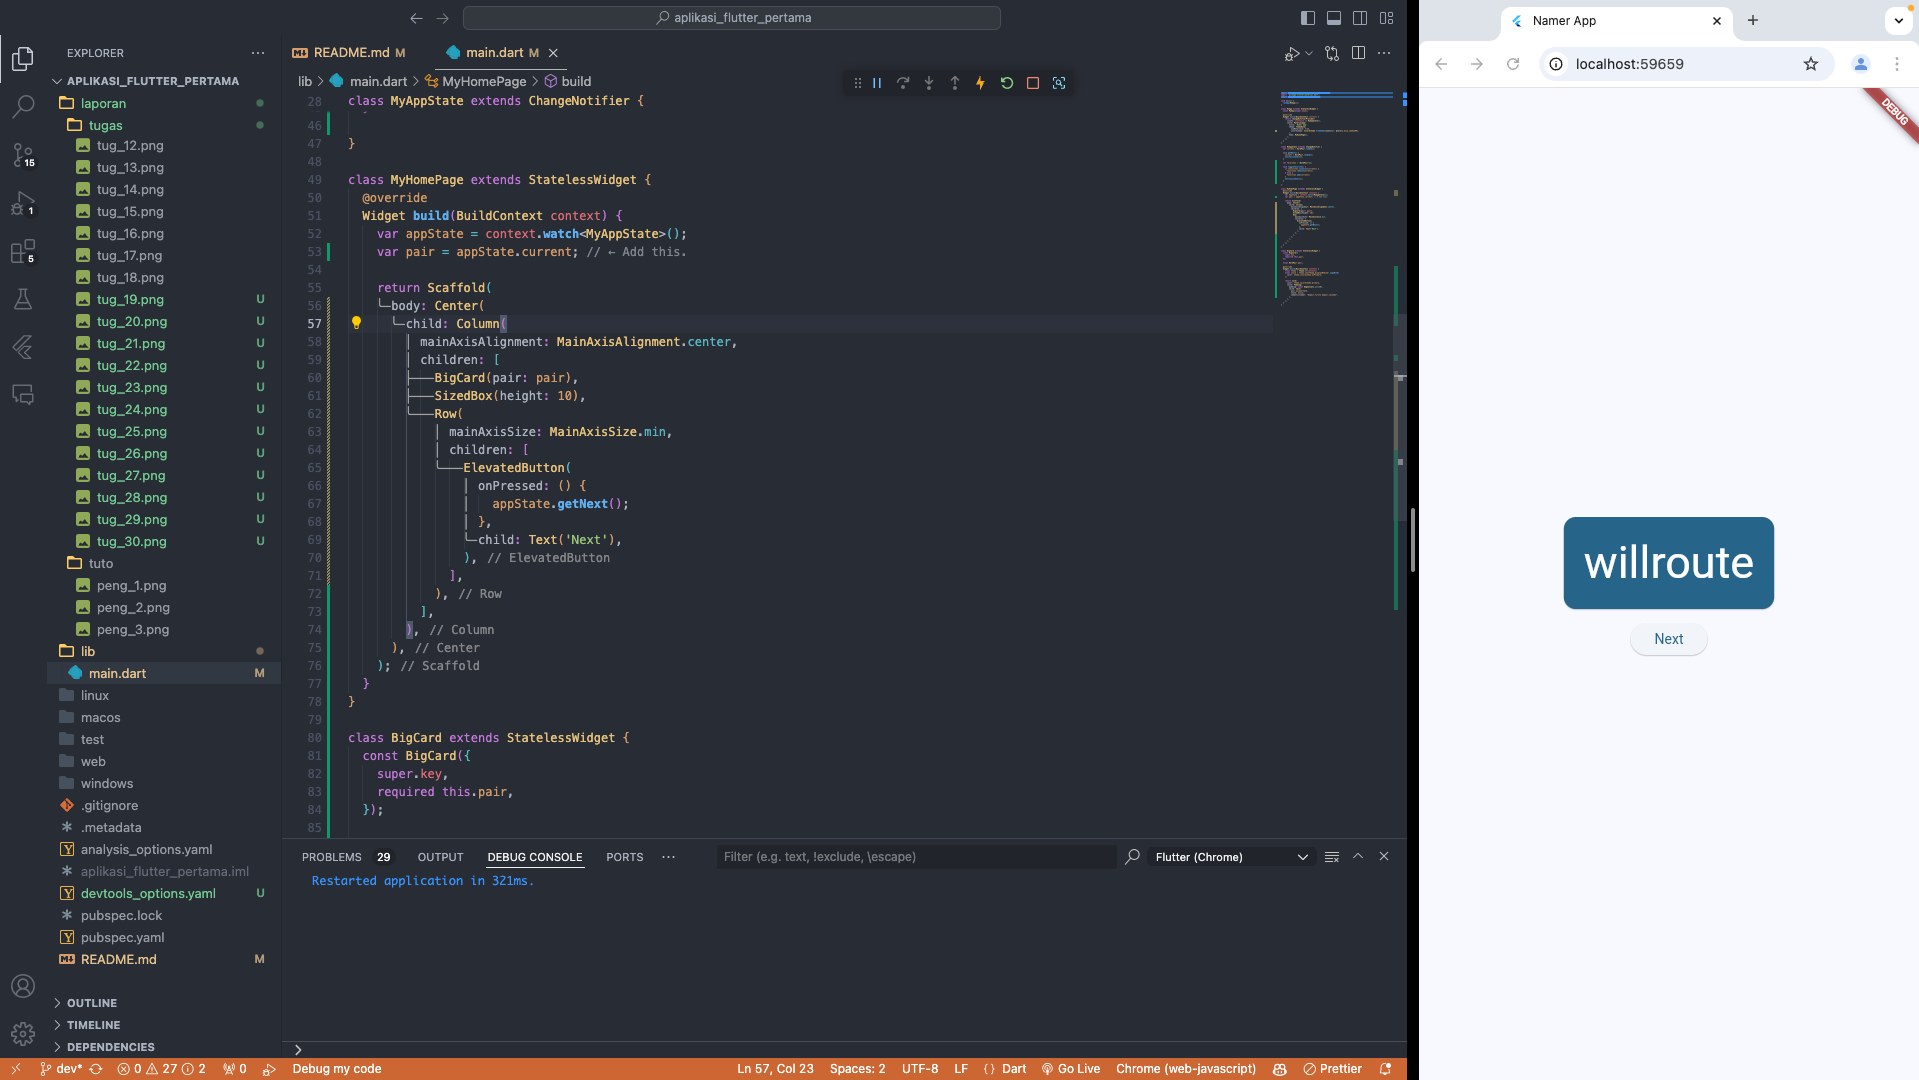 aplikasi_flutter_pertama
EXPLORER
APLIKASI_FLUTTER_PERTAMA
laporan
tugas
tug_12.png
tug_13.png
tug_14.png
tug_15.png
tug_16.png
tug_17.png
tug_18.png
tug_19.png U
tug_20.png U
tug_21.png U
tug_22.png U
tug_23.png U
tug_24.png U
tug_25.png U
tug_26.png U
tug_27.png U
tug_28.png U
tug_29.png U
tug_30.png U
tuto
peng_1.png
peng_2.png
peng_3.png
lib
main.dart M
linux
macos
test
web
windows
.gitignore
.metadata
analysis_options.yaml
aplikasi_flutter_pertama.iml
devtools_options.yaml U
pubspec.lock
pubspec.yaml
README.md M
OUTLINE
TIMELINE
DEPENDENCIES
15
1
5
README.md M
main.dart M
lib > main.dart > MyHomePage > build
28 class MyAppState extends ChangeNotifier {
46
47 }
48
49 class MyHomePage extends StatelessWidget {
50 @override
51 Widget build(BuildContext context) {
52 var appState = context.watch<MyAppState>();
53 var pair = appState.current; // ← Add this.
54
55 return Scaffold(
56 body: Center(
57 child: Column(
58 mainAxisAlignment: MainAxisAlignment.center,
59 children: [
60 BigCard(pair: pair),
61 SizedBox(height: 10),
62 Row(
63 mainAxisSize: MainAxisSize.min,
64 children: [
65 ElevatedButton(
66 onPressed: () {
67 appState.getNext();
68 },
69 child: Text('Next'),
70 ), // ElevatedButton
71 ],
72 ), // Row
73 ],
74 ), // Column
75 ), // Center
76 ); // Scaffold
77 }
78 }
79
80 class BigCard extends StatelessWidget {
81 const BigCard({
82 super.key,
83 required this.pair,
84 });
85
PROBLEMS 29 OUTPUT DEBUG CONSOLE PORTS
Filter (e.g. text, !exclude, \escape)
Flutter (Chrome)
Restarted application in 321ms.
dev* 0 27 2 0 Debug my code
Ln 57, Col 23 Spaces: 2 UTF-8 LF {} Dart Go Live Chrome (web-javascript) Prettier
Namer App
localhost:59659
DEBUG
willroute
Next